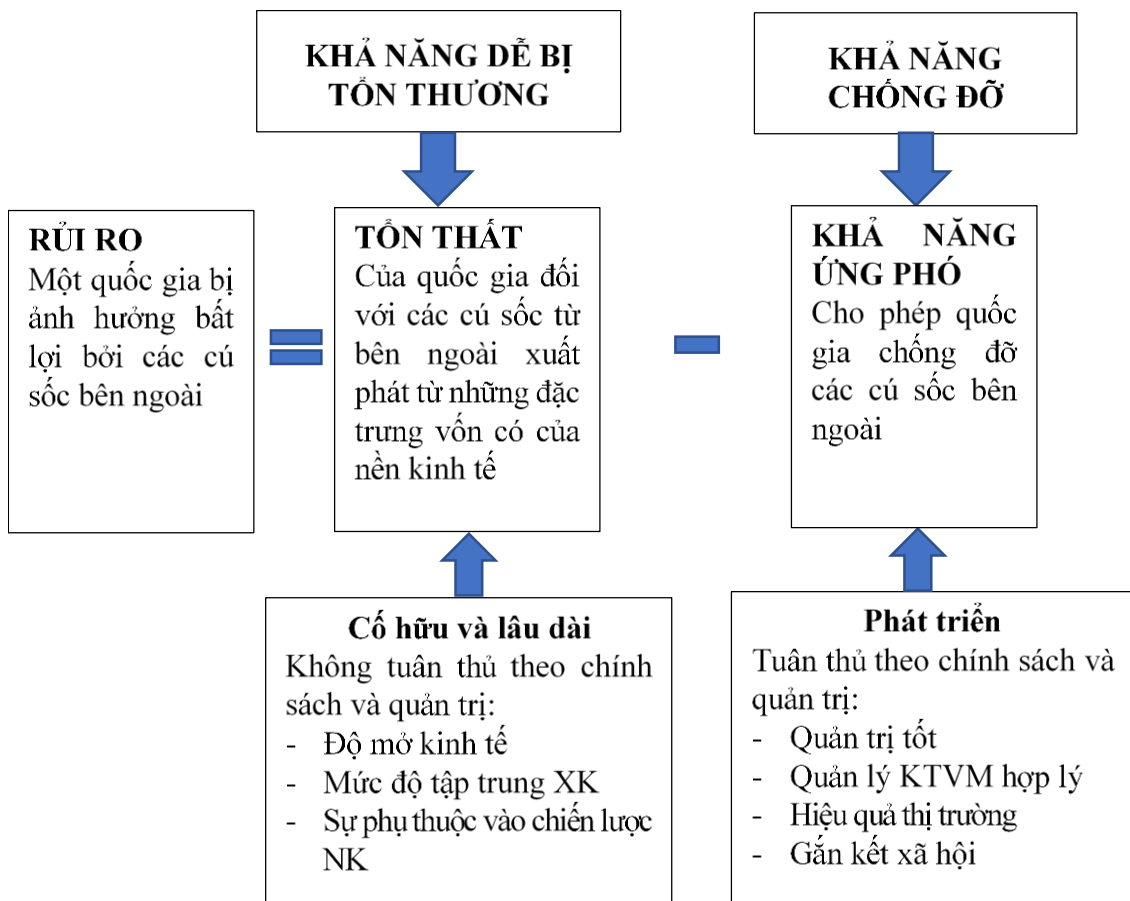 KHẢ NĂNG DỄ BỊ
TỔN THƯƠNG
KHẢ NĂNG
CHỐNG ĐỠ
RỦI RO
Một quốc gia bị
ảnh hưởng bất
lợi bởi các cú
sốc bên ngoài
TỔN THẤT
Của quốc gia đối
với các cú sốc từ
bên ngoài xuất
phát từ những đặc
trưng vốn có của
nền kinh tế
KHẢ NĂNG
ỨNG PHÓ
Cho phép quốc
gia chống đỡ
các cú sốc bên
ngoài
Cố hữu và lâu dài
Không tuân thủ theo chính
sách và quản trị:
- Độ mở kinh tế
- Mức độ tập trung XK
- Sự phụ thuộc vào chiến lược
NK
Phát triển
Tuân thủ theo chính sách và
quản trị:
- Quản trị tốt
- Quản lý KTVM hợp lý
- Hiệu quả thị trường
- Gắn kết xã hội